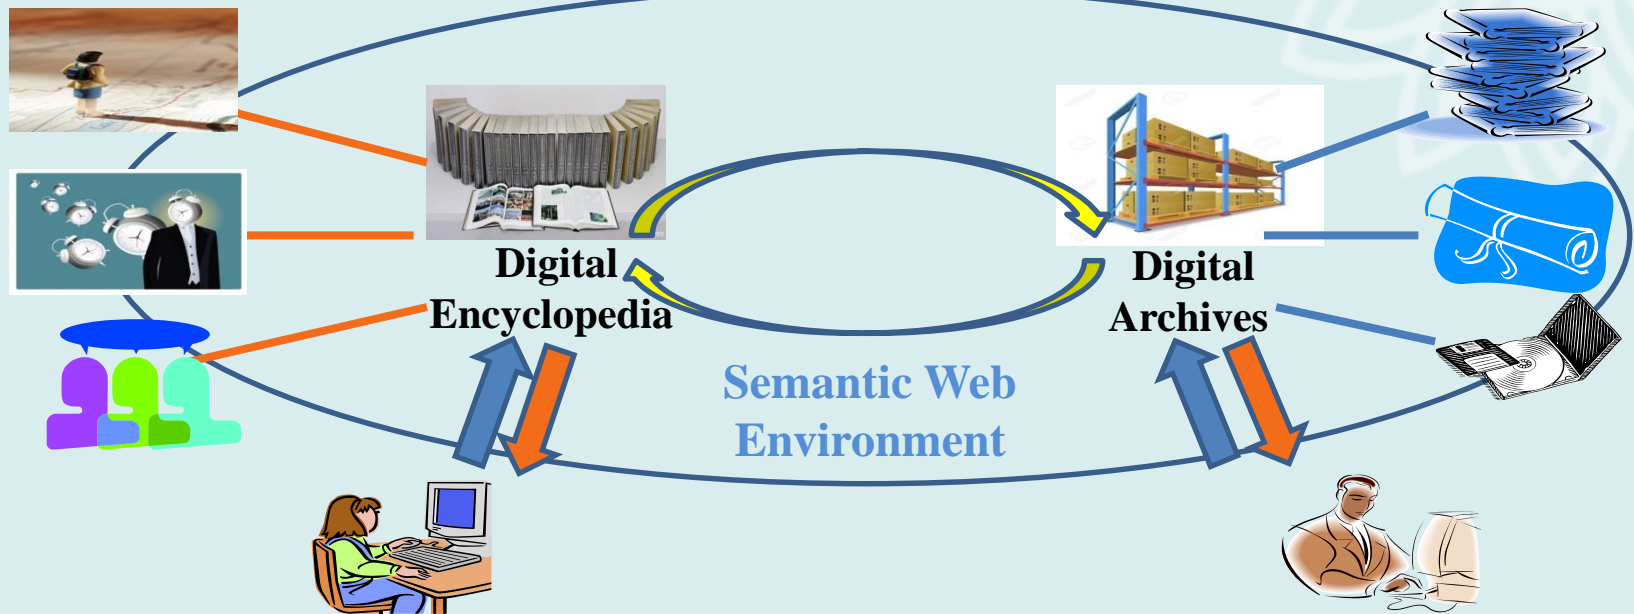 Digital
Encyclopedia
Digital
Archives
Semantic Web
Environment